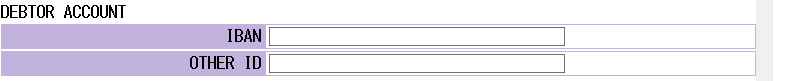 DEBTOR ACCOUNT
IBAN
OTHER ID